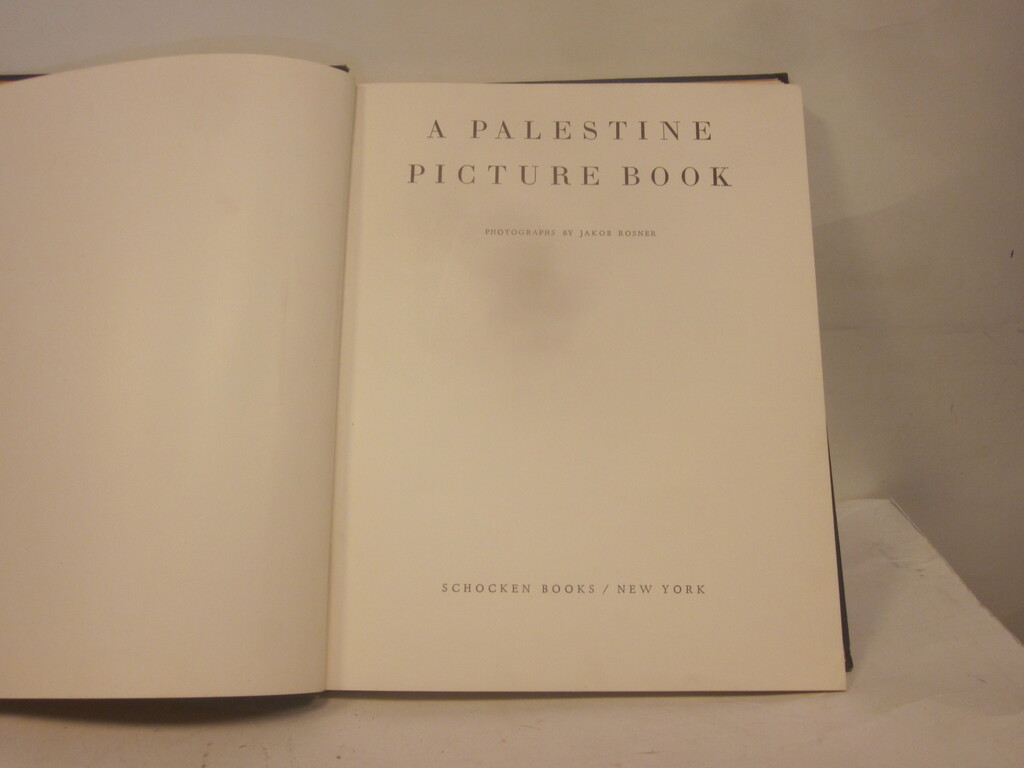 A PALESTINE
PICTURE BOOK
PHOTOGRAPHS BY JAKOB ROSNER
SCHOCKEN BOOKS / NEW YORK